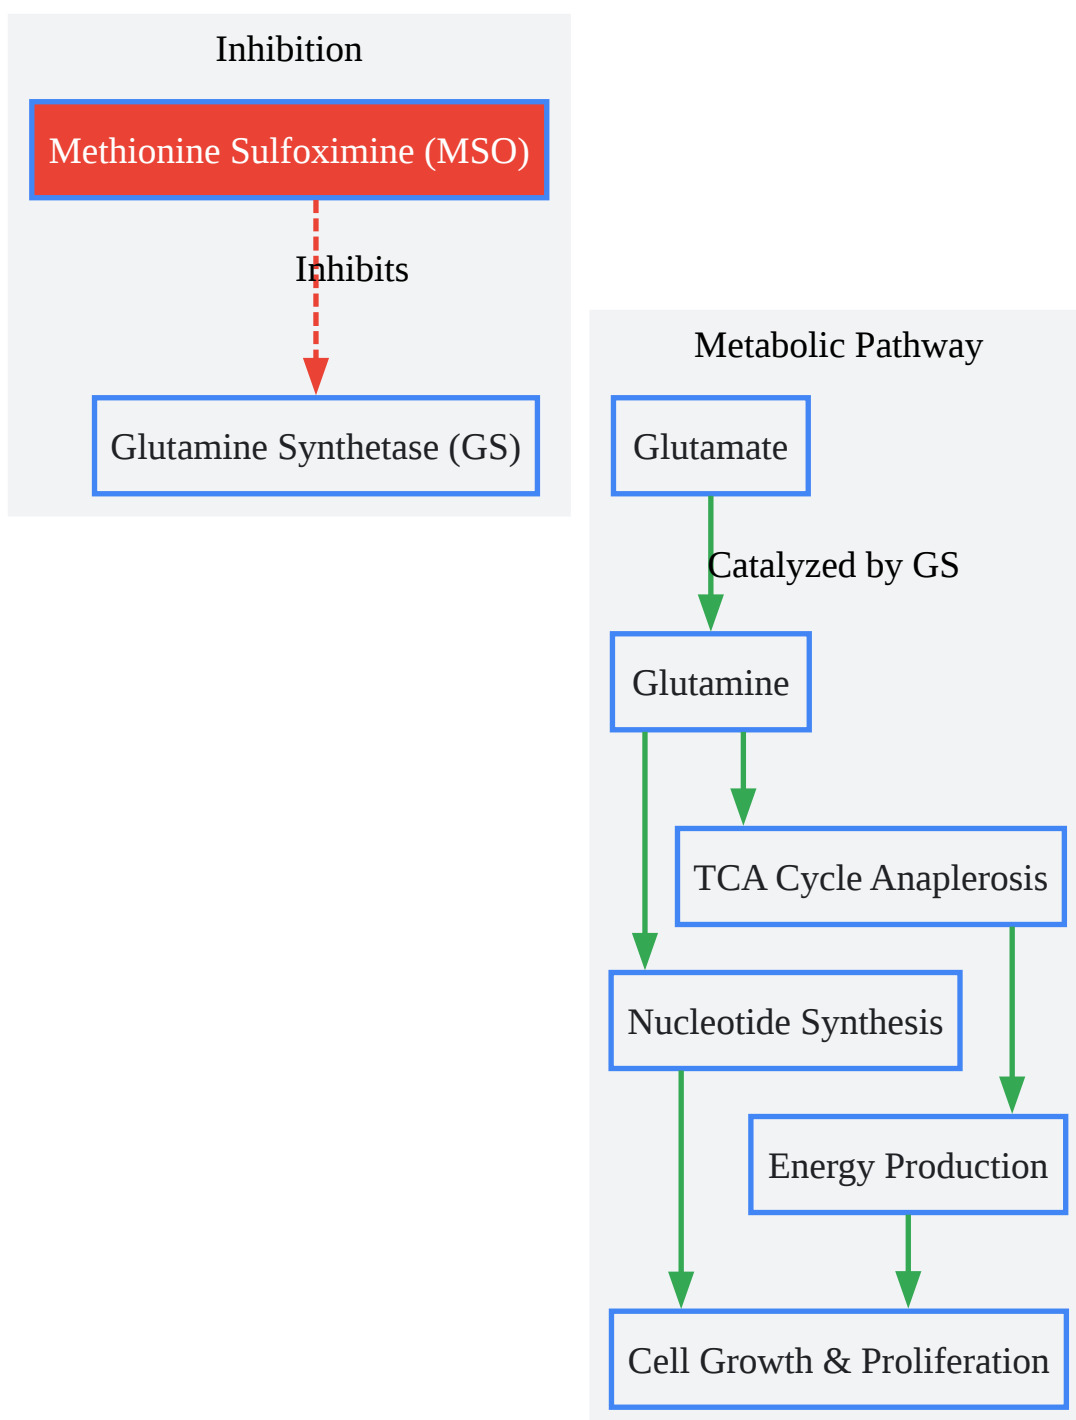 Inhibition
Methionine Sulfoximine (MSO)
Inhibits
Glutamine Synthetase (GS)
Metabolic Pathway
Glutamate
Catalyzed by GS
Glutamine
TCA Cycle Anaplerosis
Nucleotide Synthesis
Energy Production
Cell Growth & Proliferation